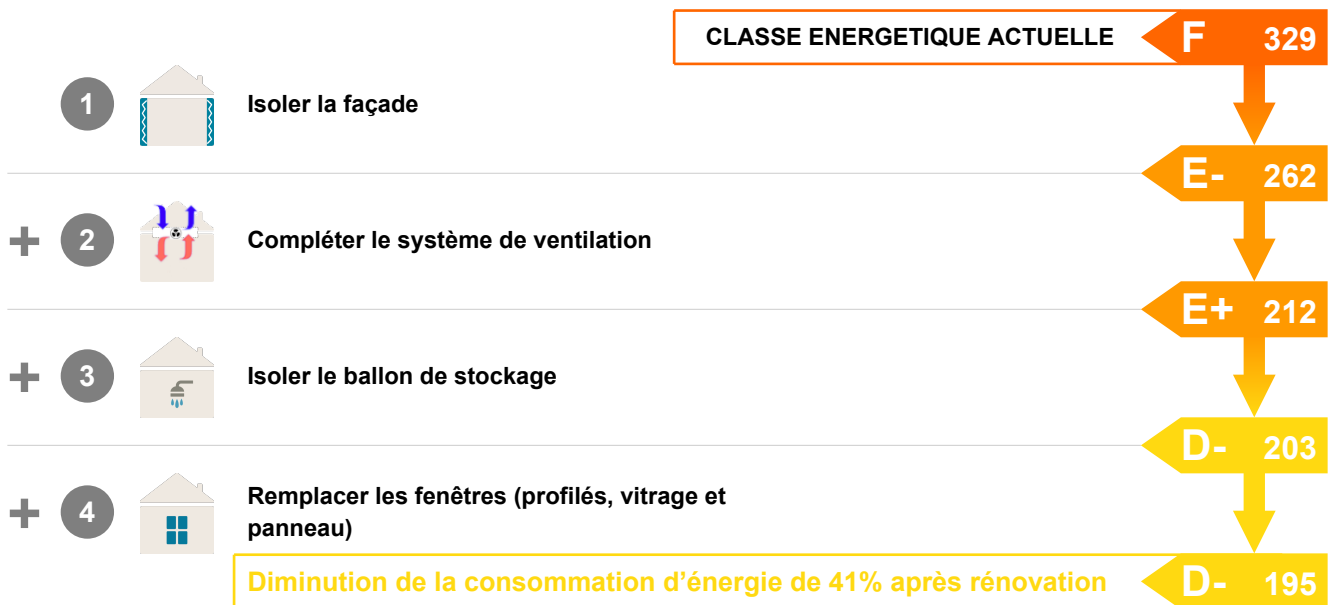 CLASSE ENERGETIQUE ACTUELLE F 329
1 Isoler la façade
E- 262
+ 2 Compléter le système de ventilation
E+ 212
+ 3 Isoler le ballon de stockage
D- 203
+ 4 Remplacer les fenêtres (profilés, vitrage et
panneau)
Diminution de la consommation d’énergie de 41% après rénovation D- 195